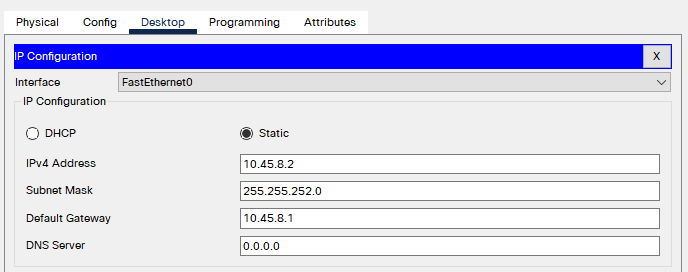 Physical Config Desktop Programming Attributes
IP Configuration X
Interface FastEthernet0
IP Configuration
DHCP Static
IPv4 Address 10.45.8.2
Subnet Mask 255.255.252.0
Default Gateway 10.45.8.1
DNS Server 0.0.0.0